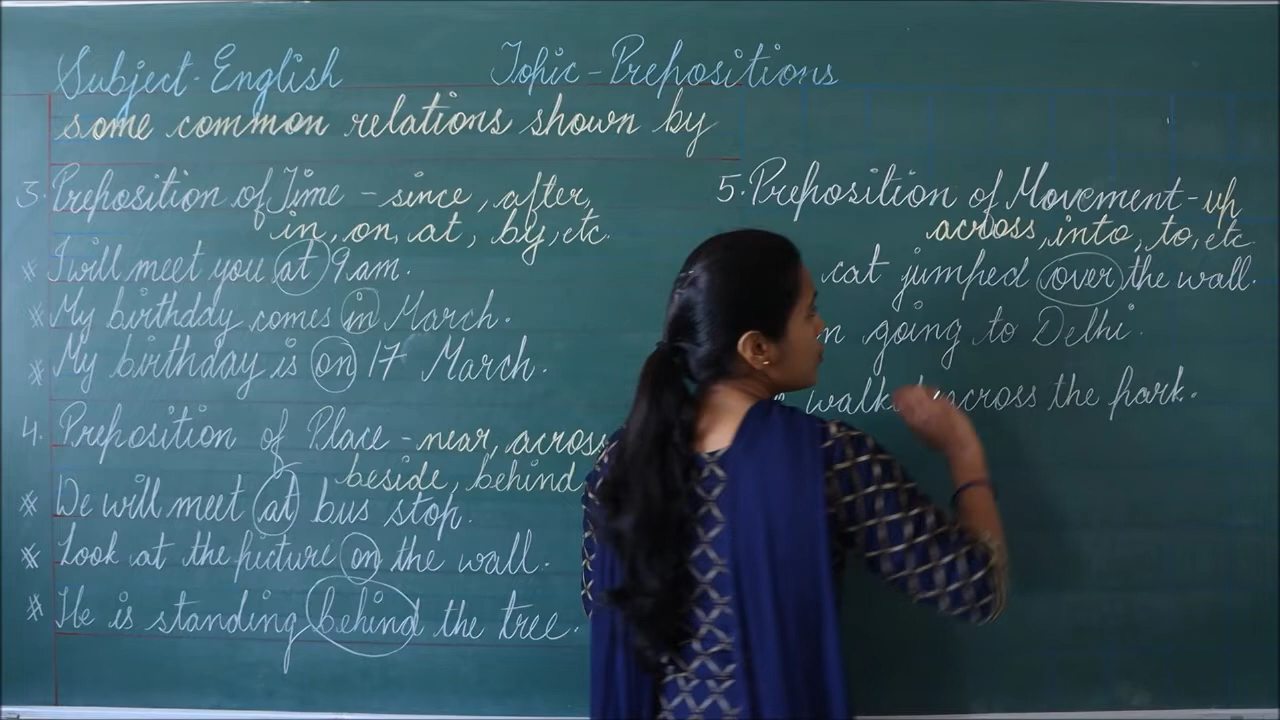 Subject-English Topic-Prepositions
some common relations shown by
3. Preposition of Time - since, after,
in, on, at, by, etc.
* I will meet you at 9 am.
* My birthday comes in March.
* My birthday is on 17 March.
4. Preposition of Place - near, across
beside, behind
* We will meet at bus stop.
* Look at the picture on the wall.
* He is standing behind the tree.
5. Preposition of Movement - up
across, into, to, etc
cat jumped over the wall.
going to Delhi.
across the park.